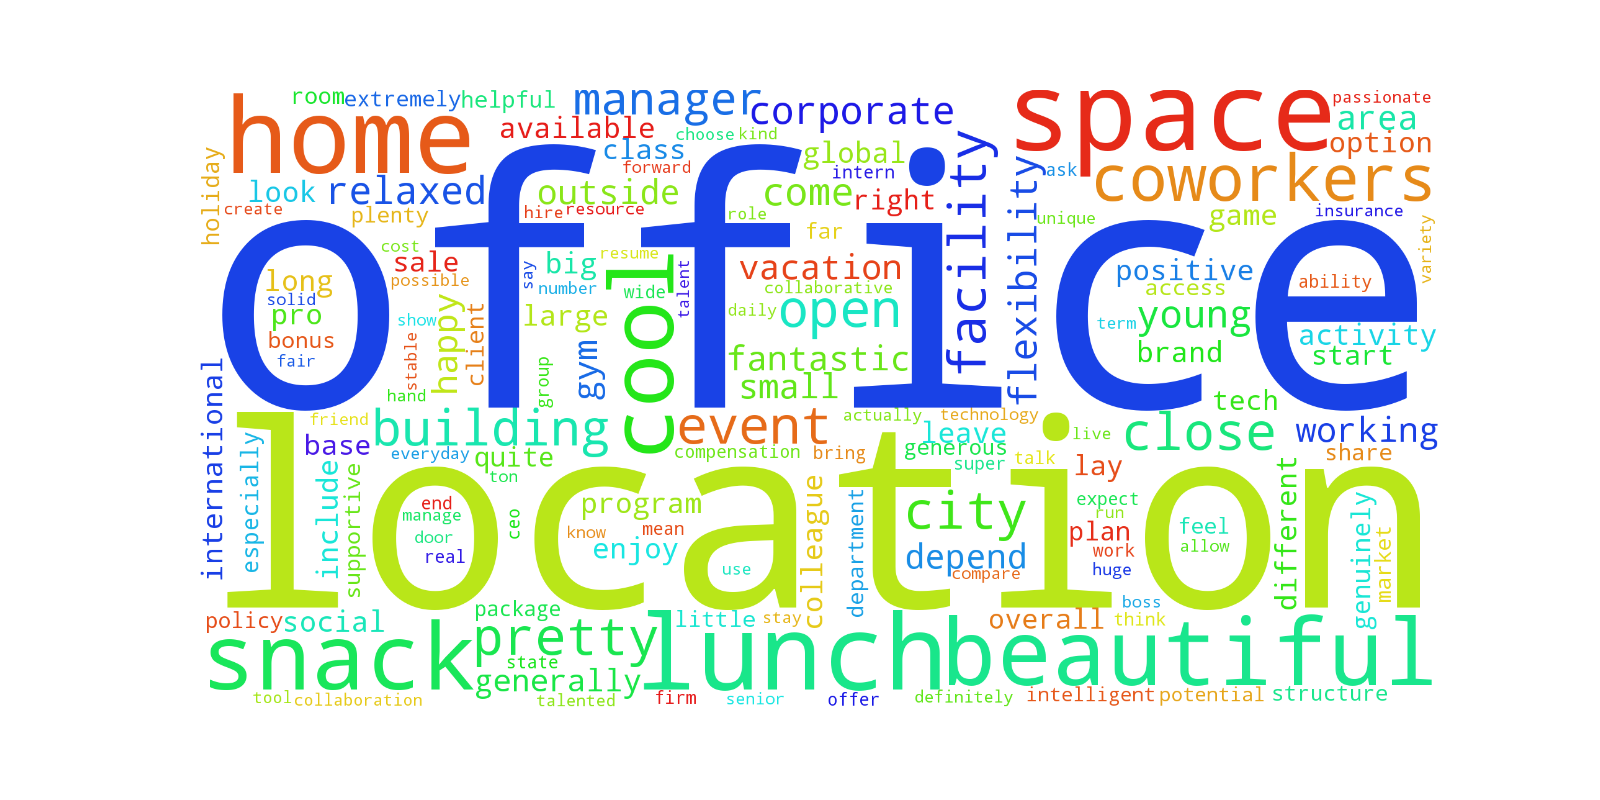 room
extremely
helpful
manager
corporate
space
passionate
area
option
home
available
choose
kind
class
forward
global
intern
facility
flexibility
ask
coworkers
holiday
look
relaxed
outside
come
right
create
plenty
hire
resource
role
far
unique
game
insurance
variety
office
cost
sale
possible
say
big
number
resume
cool
wide
talent
vacation
collaborative
daily
open
positive
access
ability
long
solid
pro
bonus
fair
show
stable
happy
client
large
group
gym
hand
fantastic
small
term
young
brand
activity
start
tech
international
friend
base
building
everyday
quite
ton
event
compensation
actually
bring
technology
leave
generous
super
talk
live
lay
close
working
share
location
especially
include
supportive
end
manage
door
real
ceo
program
know
mean
enjoy
use
colleague
department
city
depend
compare
expect
run
plan
work
huge
feel
allow
different
genuinely
market
policy
social
package
pretty
state
generally
snack
little
stay
lunch
boss
overall
think
beautiful
tool
collaboration
talented
firm
senior
offer
definitely
intelligent
potential
structure